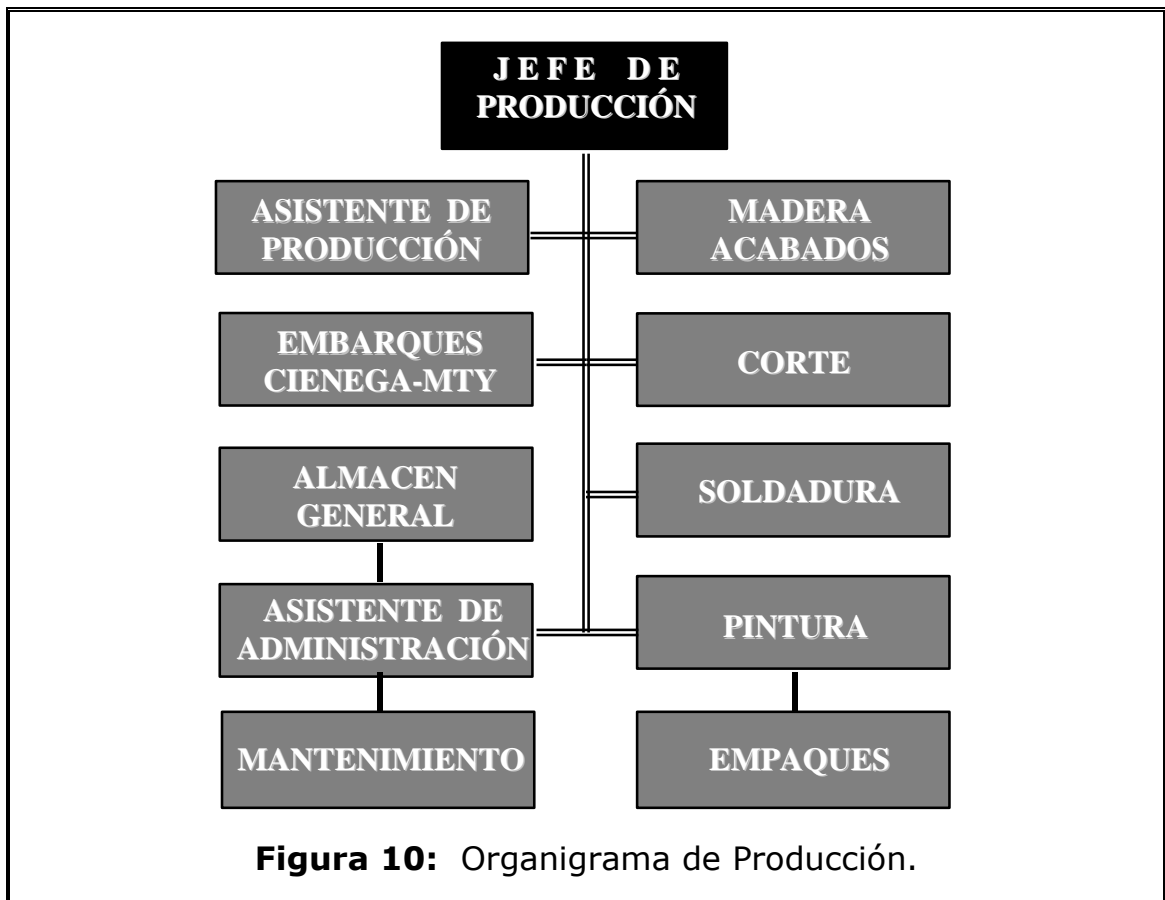 JEFE DE
PRODUCCIÓN
ASISTENTE DE
PRODUCCIÓN
MADERA
ACABADOS
EMBARQUES
CIENEGA-MTY
CORTE
ALMACEN
GENERAL
SOLDADURA
ASISTENTE DE
ADMINISTRACIÓN
PINTURA
MANTENIMIENTO
EMPAQUES
Figura 10: Organigrama de Producción.